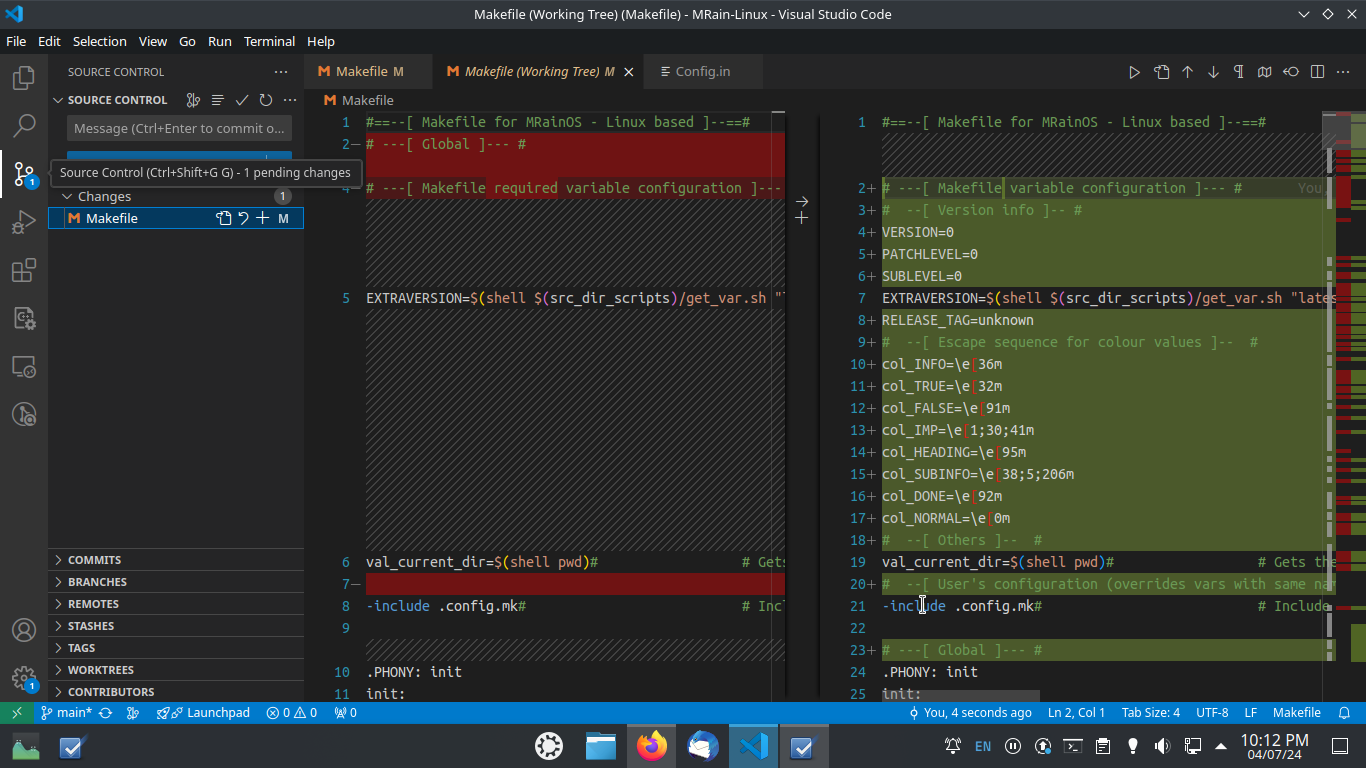 Makefile (Working Tree) (Makefile) - MRain-Linux - Visual Studio Code
File Edit Selection View Go Run Terminal Help
SOURCE CONTROL
Makefile M
Makefile (Working Tree) M
Config.in
SOURCE CONTROL
Message (Ctrl+Enter to commit o...
Source Control (Ctrl+Shift+G G) - 1 pending changes
Changes 1
Makefile M
1
COMMITS
BRANCHES
REMOTES
STASHES
TAGS
WORKTREES
CONTRIBUTORS
1
Makefile
1 #==--[ Makefile for MRainOS - Linux based ]--==#
2 # ---[ Global ]--- #
4 # ---[ Makefile required variable configuration ]---
5 EXTRAVERSION=$(shell $(src_dir_scripts)/get_var.sh
6 val_current_dir=$(shell pwd)# # Gets
7
8 -include .config.mk# # Incl
9
10 .PHONY: init
11 init:
1 #==--[ Makefile for MRainOS - Linux based ]--==#
2+ # ---[ Makefile variable configuration ]--- # You,
3+ #  --[ Version info ]-- #
4+ VERSION=0
5+ PATCHLEVEL=0
6+ SUBLEVEL=0
7 EXTRAVERSION=$(shell $(src_dir_scripts)/get_var.sh "lates
8+ RELEASE_TAG=unknown
9+ #  --[ Escape sequence for colour values ]--  #
10+ col_INFO=\e[36m
11+ col_TRUE=\e[32m
12+ col_FALSE=\e[91m
13+ col_IMP=\e[1;30;41m
14+ col_HEADING=\e[95m
15+ col_SUBINFO=\e[38;5;206m
16+ col_DONE=\e[92m
17+ col_NORMAL=\e[0m
18+ #  --[ Others ]--  #
19 val_current_dir=$(shell pwd)# # Gets the
20+ #  --[ User's configuration (overrides vars with same na
21 -include .config.mk# # Include
22
23+ # ---[ Global ]--- #
24 .PHONY: init
25 init:
main* Launchpad 0 0 0 You, 4 seconds ago Ln 2, Col 1 Tab Size: 4 UTF-8 LF Makefile
EN
10:12 PM
04/07/24